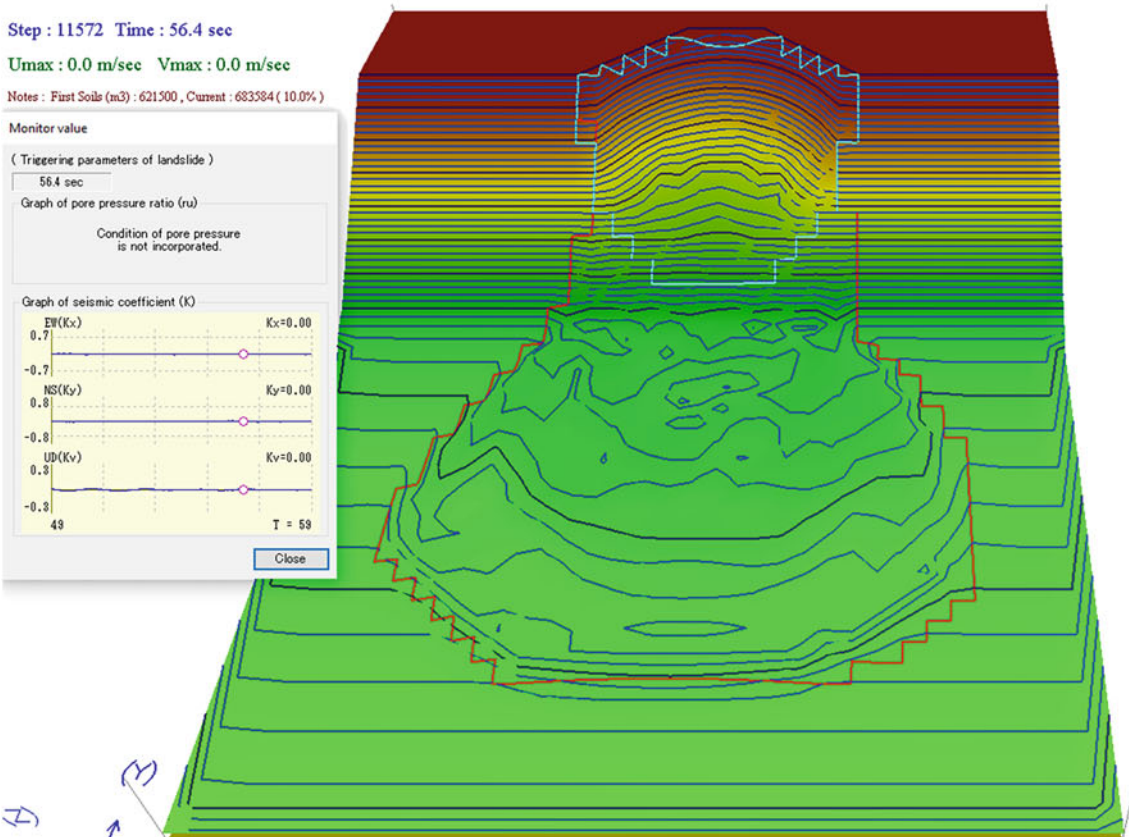 Step : 11572 Time : 56.4 sec
Umax : 0.0 m/sec Vmax : 0.0 m/sec
Notes : First Soils (m3) : 621500 , Current : 683584 ( 10.0% )
Monitor value
( Triggering parameters of landslide )
56.4 sec
Graph of pore pressure ratio (ru)
Condition of pore pressure
is not incorporated.
Graph of seismic coefficient (K)
EW(Kx) Kx=0.00
0.7
-0.7
NS(Ky) Ky=0.00
0.8
-0.8
UD(Kv) Kv=0.00
0.3
-0.3
49 T = 59
Close
(Y)